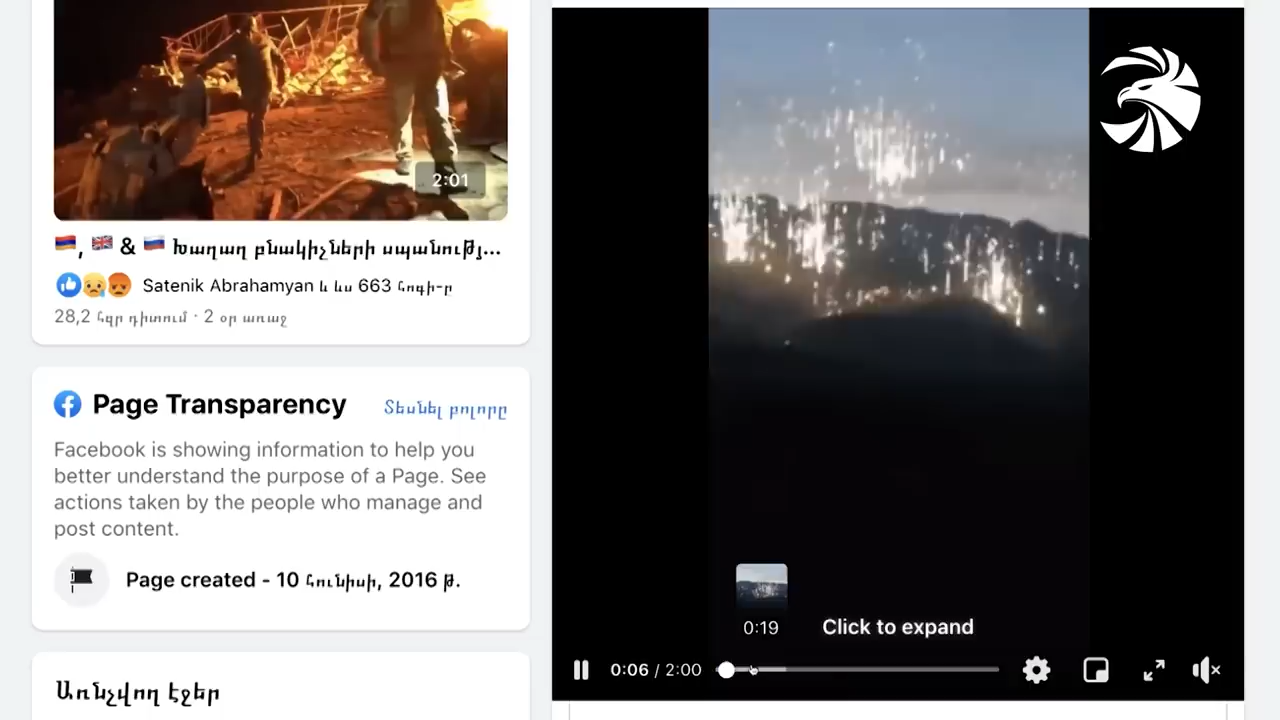 2:01
🇦🇲, 🇬🇧 & 🇷🇺 Խաղաղ բնակիչների սպանությ...
Satenik Abrahamyan և ևս 663 հոգի-ը
28,2 հզր դիտում · 2 օր առաջ
Page Transparency
Տեսնել բոլորը
Facebook is showing information to help you
better understand the purpose of a Page. See
actions taken by the people who manage and
post content.
Page created - 10 Հունիսի, 2016 թ.
Առնչվող էջեր
0:19
Click to expand
0:06 / 2:00